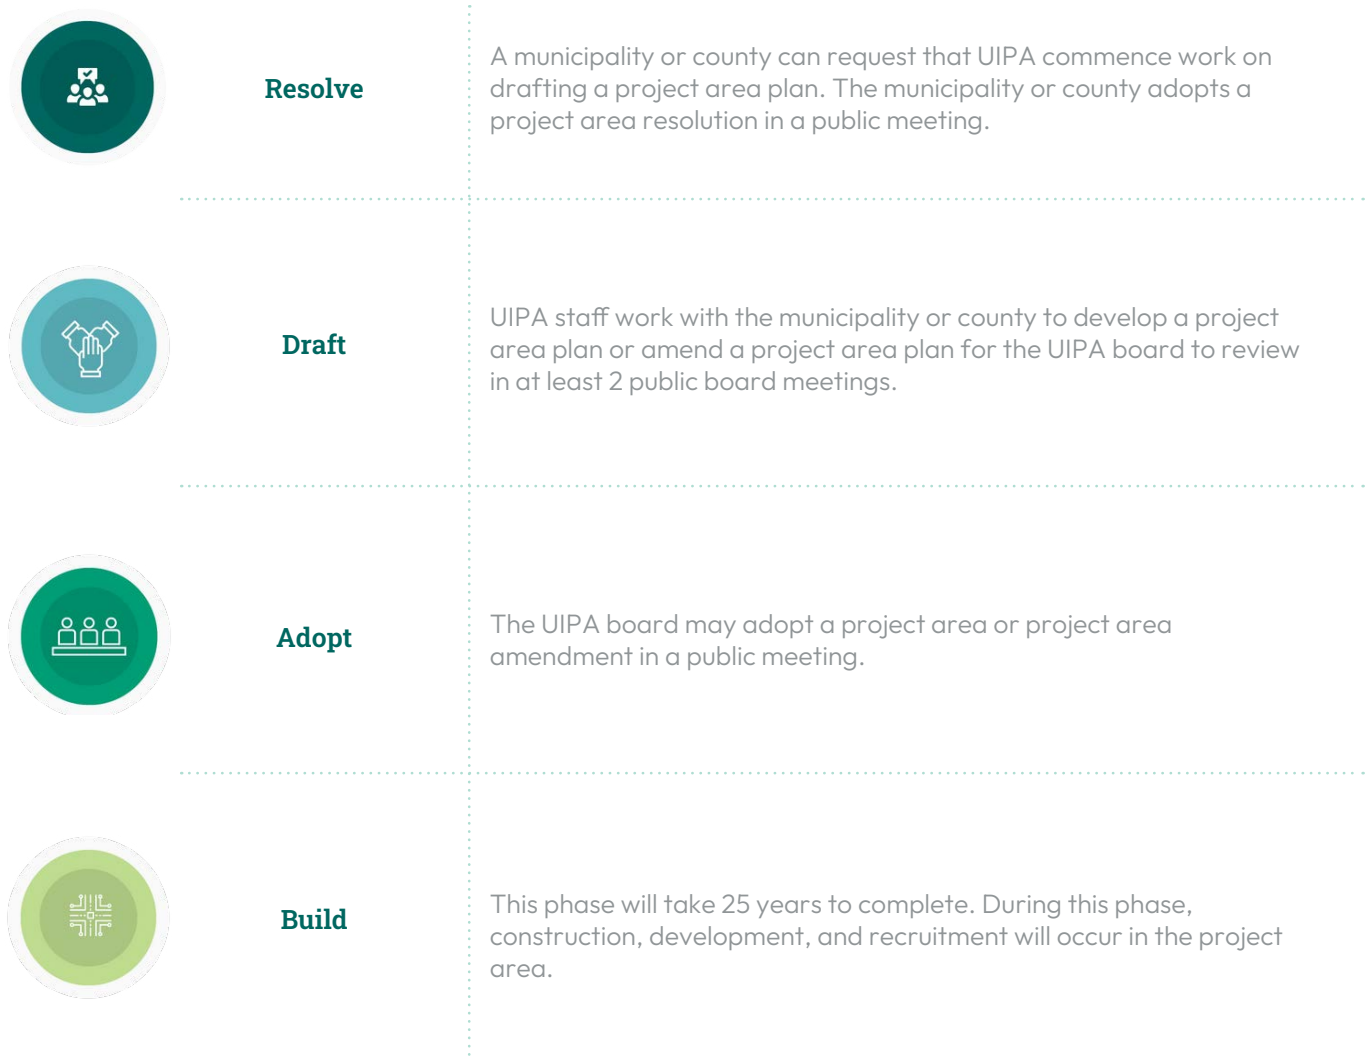 Resolve
A municipality or county can request that UIPA commence work on
drafting a project area plan. The municipality or county adopts a
project area resolution in a public meeting.
Draft
UIPA staff work with the municipality or county to develop a project
area plan or amend a project area plan for the UIPA board to review
in at least 2 public board meetings.
Adopt
The UIPA board may adopt a project area or project area
amendment in a public meeting.
Build
This phase will take 25 years to complete. During this phase,
construction, development, and recruitment will occur in the project
area.